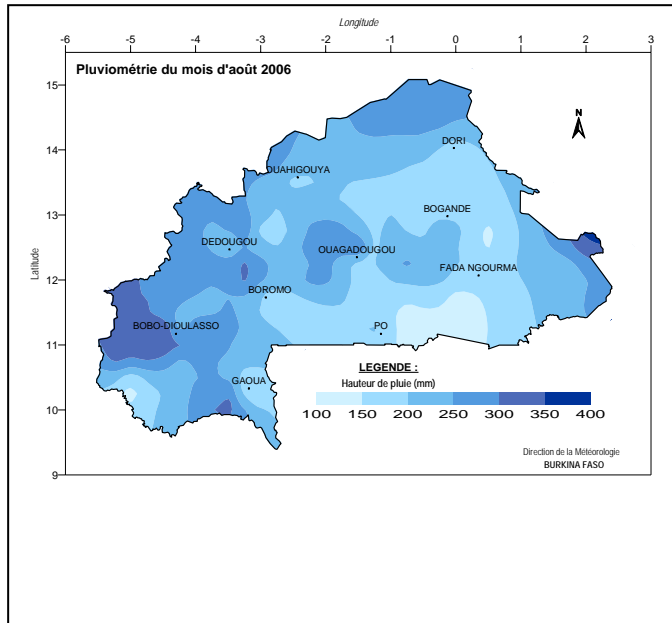 Longitude
-6 -5 -4 -3 -2 -1 0 1 2 3
Pluviométrie du mois d'août 2006
15
N
14
DORI
OUAHIGOUYA
13
BOGANDE
DEDOUGOU
OUAGADOUGOU
Latitude
12
FADA NGOURMA
BOROMO
BOBO-DIOULASSO
PO
11
LEGENDE :
GAOUA
Hauteur de pluie (mm)
10
100 150 200 250 300 350 400
Direction de la Météorologie
BURKINA FASO
9